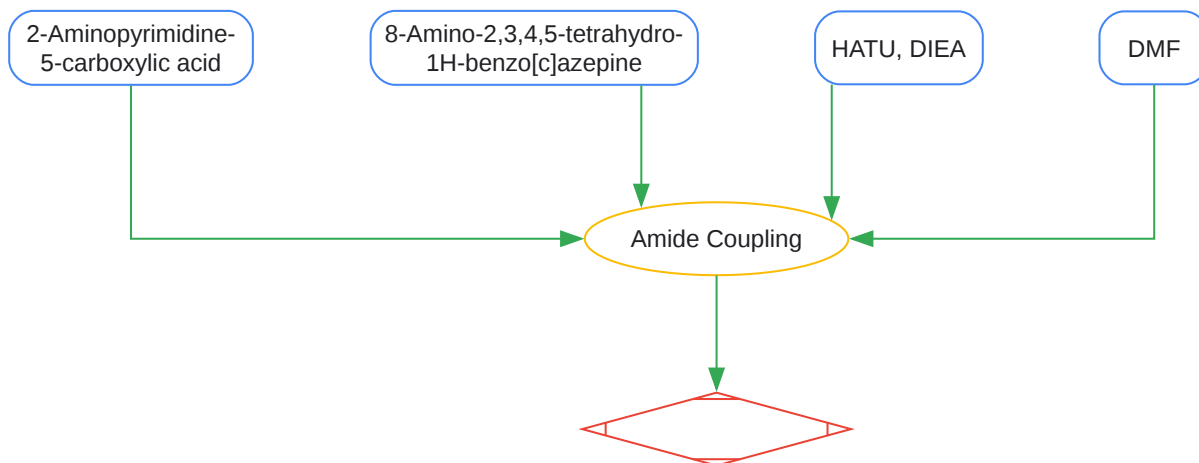 2-Aminopyrimidine-
5-carboxylic acid
8-Amino-2,3,4,5-tetrahydro-
1H-benzo[c]azepine
HATU, DIEA
DMF
Amide Coupling